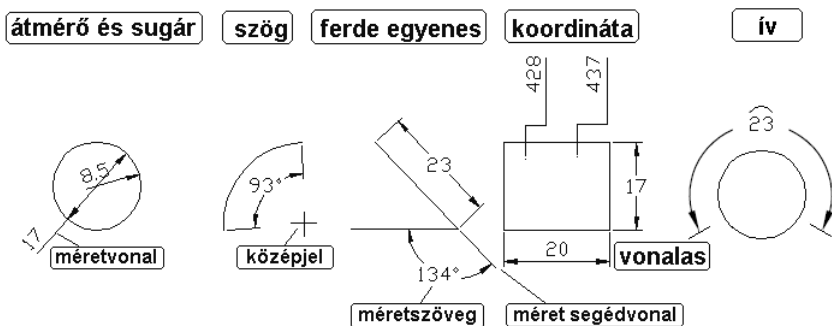 átmérő és sugár
szög
ferde egyenes
koordináta
ív
428
437
23
8.5
23
93°
17
17
20
vonalas
méretvonal
középjel
134°
méretszöveg
méret segédvonal